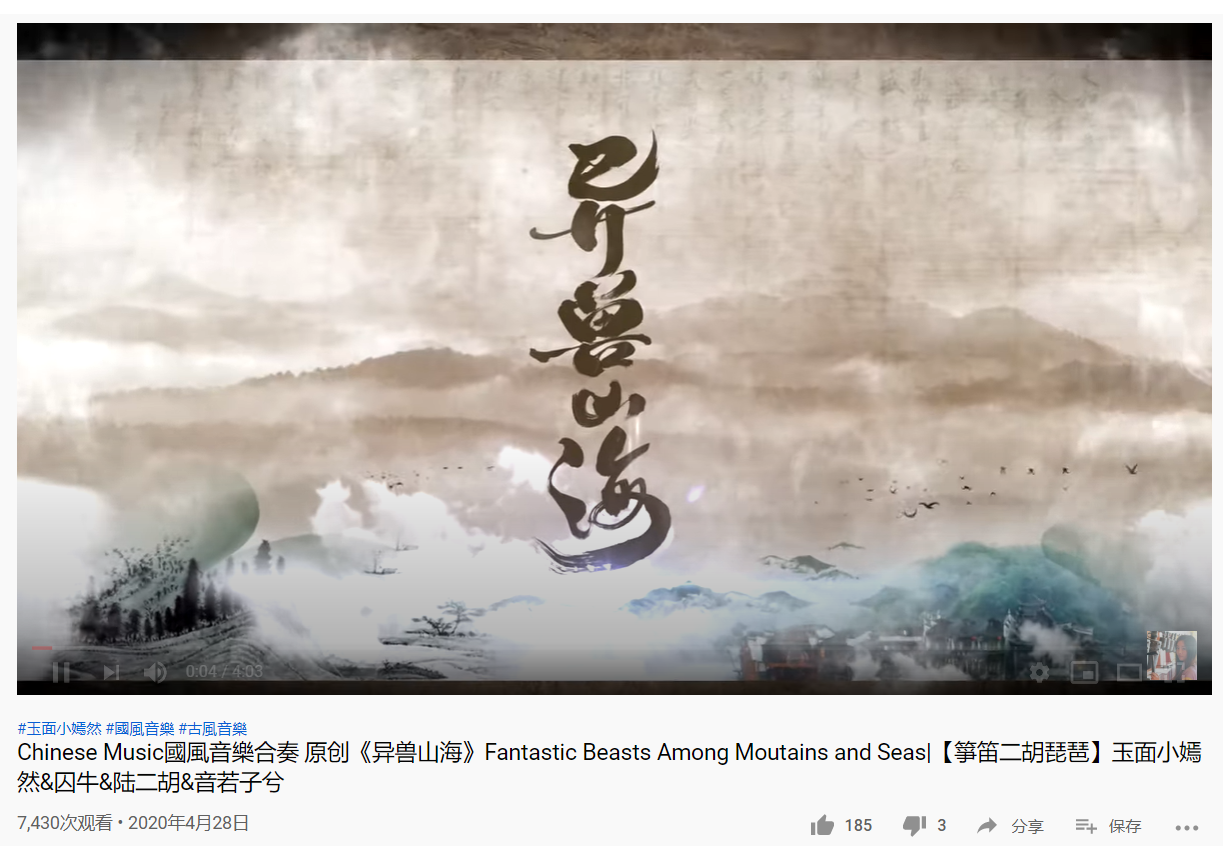 异
兽
山
海
0:04 / 4:03
#玉面小嫣然 #國風音樂 #古風音樂
Chinese Music國風音樂合奏 原创《异兽山海》Fantastic Beasts Among Moutains and Seas|【箏笛二胡琵琶】玉面小嫣
然&囚牛&陆二胡&音若子兮
7,430次观看 • 2020年4月28日
185 3 分享 保存